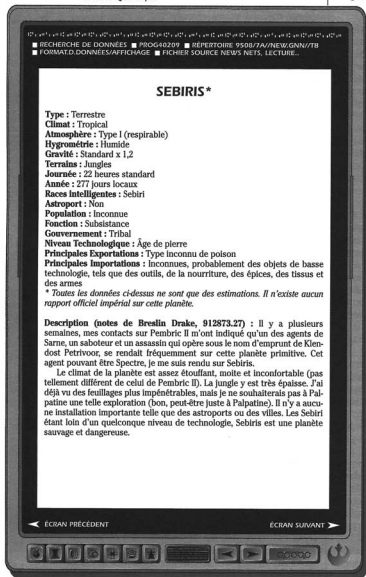 ■ RECHERCHE DE DONNÉES ■ PROG40209 ■ RÉPERTOIRE 9508/7A//NEW.GNN//TB
■ FORMAT.D.DONNÉES/AFFICHAGE ■ FICHIER SOURCE NEWS NETS, LECTURE..
SEBIRIS*
Type : Terrestre
Climat : Tropical
Atmosphère : Type I (respirable)
Hygrométrie : Humide
Gravité : Standard x 1,2
Terrains : Jungles
Journée : 22 heures standard
Année : 277 jours locaux
Races intelligentes : Sebiri
Astroport : Non
Population : Inconnue
Fonction : Subsistance
Gouvernement : Tribal
Niveau Technologique : Âge de pierre
Principales Exportations : Type inconnu de poison
Principales Importations : Inconnues, probablement des objets de basse
technologie, tels que des outils, de la nourriture, des épices, des tissus et
des armes
* Toutes les données ci-dessus ne sont que des estimations. Il n'existe aucun
rapport officiel impérial sur cette planète.
Description (notes de Breslin Drake, 912873.27) : Il y a plusieurs
semaines, mes contacts sur Pembric II m'ont indiqué qu'un des agents de
Sarne, un saboteur et un assassin qui opère sous le nom d'emprunt de Klen-
dost Petrivoor, se rendait fréquemment sur cette planète primitive. Cet
agent pouvant être Spectre, je me suis rendu sur Sebiris.
Le climat de la planète est assez étouffant, moite et inconfortable (pas
tellement différent de celui de Pembric II). La jungle y est très épaisse. J'ai
déjà vu des feuillages plus impénétrables, mais je ne souhaiterais pas à Pal-
patine une telle exploration (bon, peut-être juste à Palpatine). Il n'y a aucu-
ne installation importante telle que des astroports ou des villes. Les Sebiri
étant loin d'un quelconque niveau de technologie, Sebiris est une planète
sauvage et dangereuse.
ÉCRAN PRÉCÉDENT
ÉCRAN SUIVANT